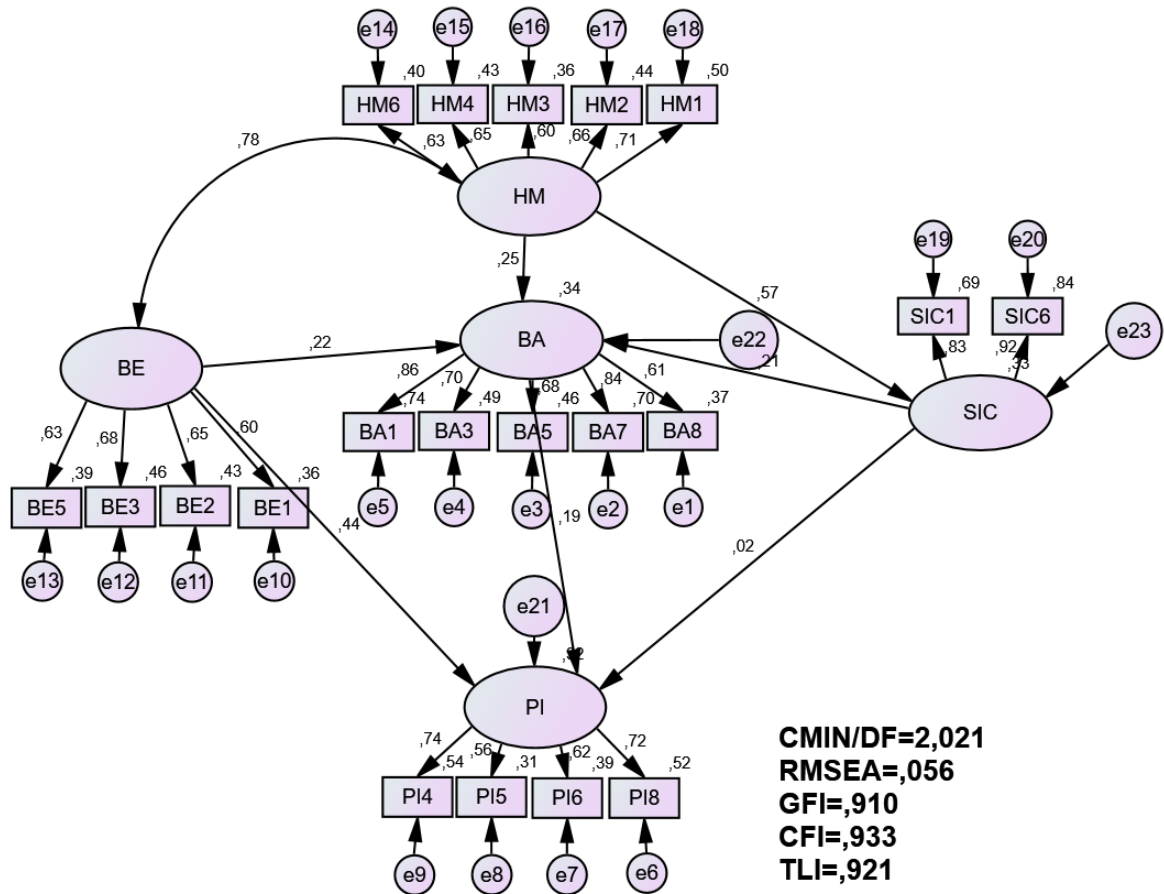 e14 e15 e16 e17 e18
,40 ,43 ,36 ,44 ,50
HM6 HM4 HM3 HM2 HM1
,63 ,65 ,60 ,66 ,71
,78
HM
e19 e20
,25
,57
,69 ,84
,34
SIC1 SIC6
e23
BA
e22
,83 ,92 ,33
,22
,21
BE
SIC
,86 ,70 ,68 ,84 ,61
,74 ,49 ,46 ,70 ,37
BA1 BA3 BA5 BA7 BA8
,63 ,68 ,65 ,60
,39 ,46 ,43 ,36
BE5 BE3 BE2 BE1
e5 e4 e3 e2 e1
,44
,19
,02
e13 e12 e11 e10
e21
PI
,74 ,56 ,62 ,72
,54 ,31 ,39 ,52
PI4 PI5 PI6 PI8
e9 e8 e7 e6
CMIN/DF=2,021
RMSEA=,056
GFI=,910
CFI=,933
TLI=,921